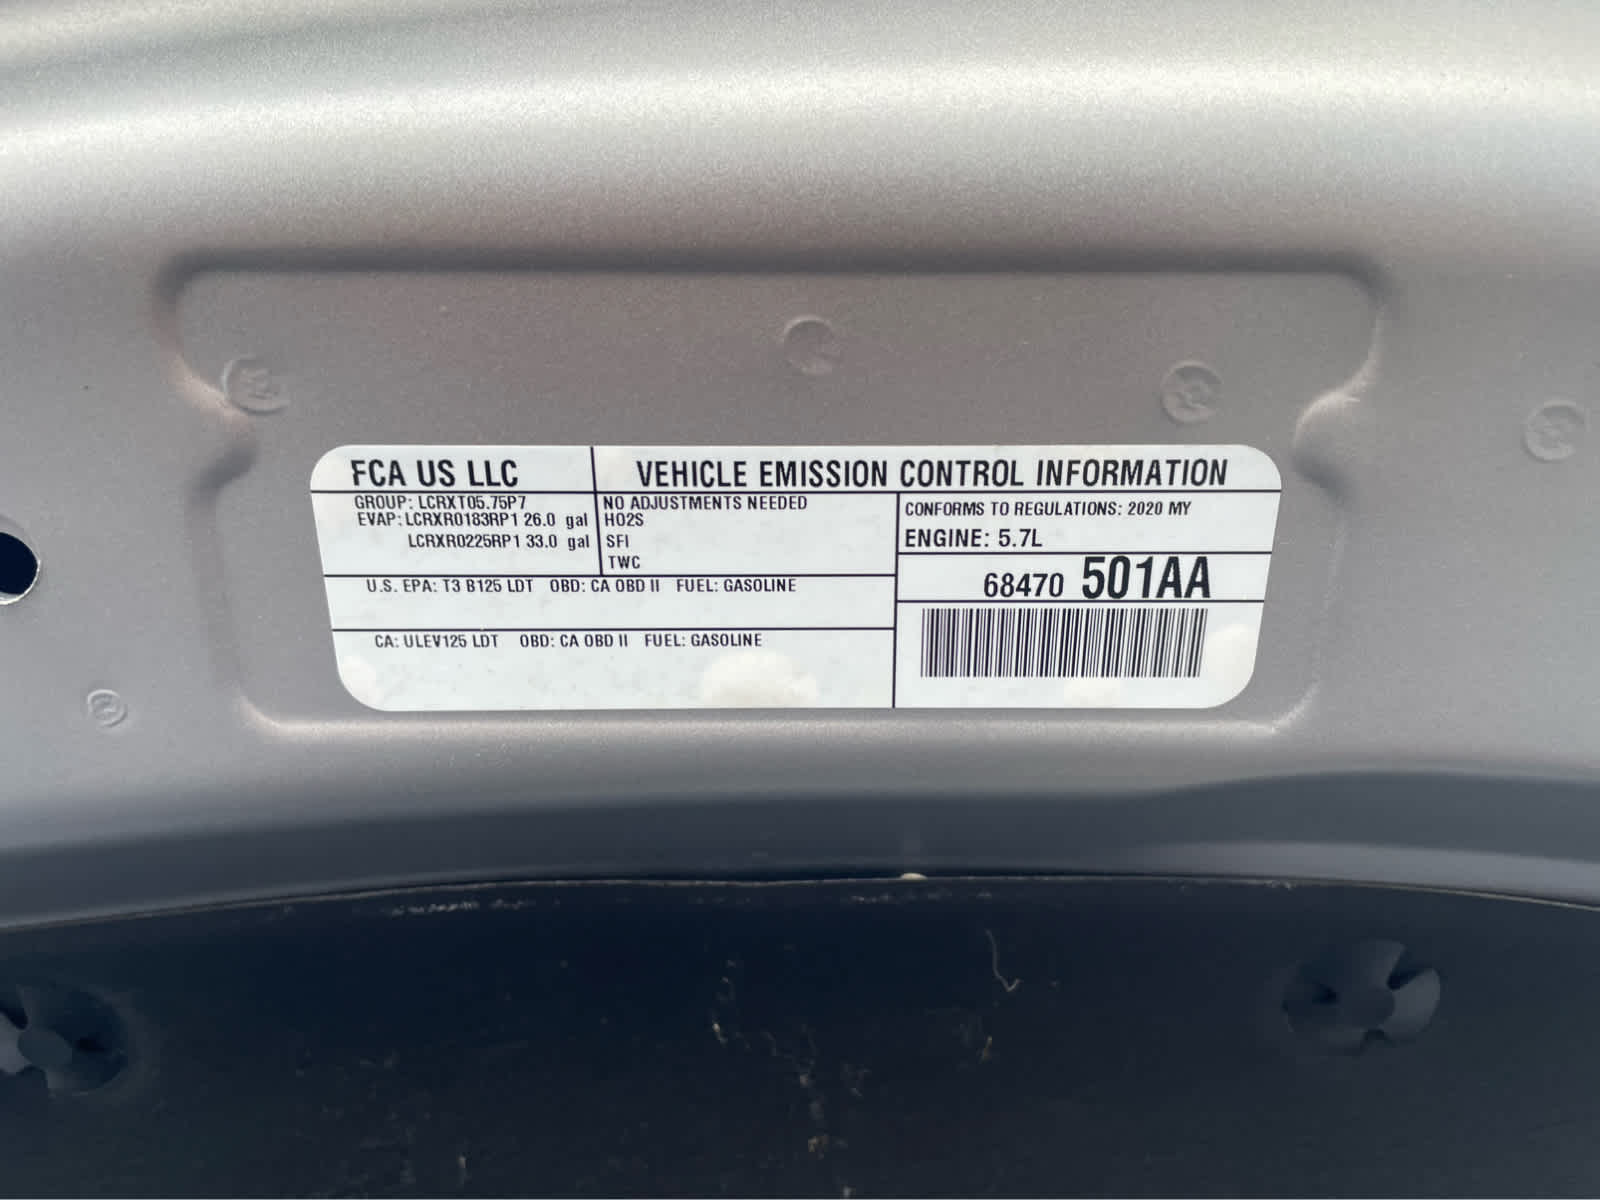 FCA US LLC
VEHICLE EMISSION CONTROL INFORMATION
GROUP: LCRXT05.75P7
EVAP: LCRXR0183RP1 26.0 gal
LCRXR0225RP1 33.0 gal
NO ADJUSTMENTS NEEDED
HO2S
SFI
TWC
CONFORMS TO REGULATIONS: 2020 MY
ENGINE: 5.7L
68470 501AA
U.S. EPA: T3 B125 LDT OBD: CA OBD II FUEL: GASOLINE
CA: ULEV125 LDT OBD: CA OBD II FUEL: GASOLINE